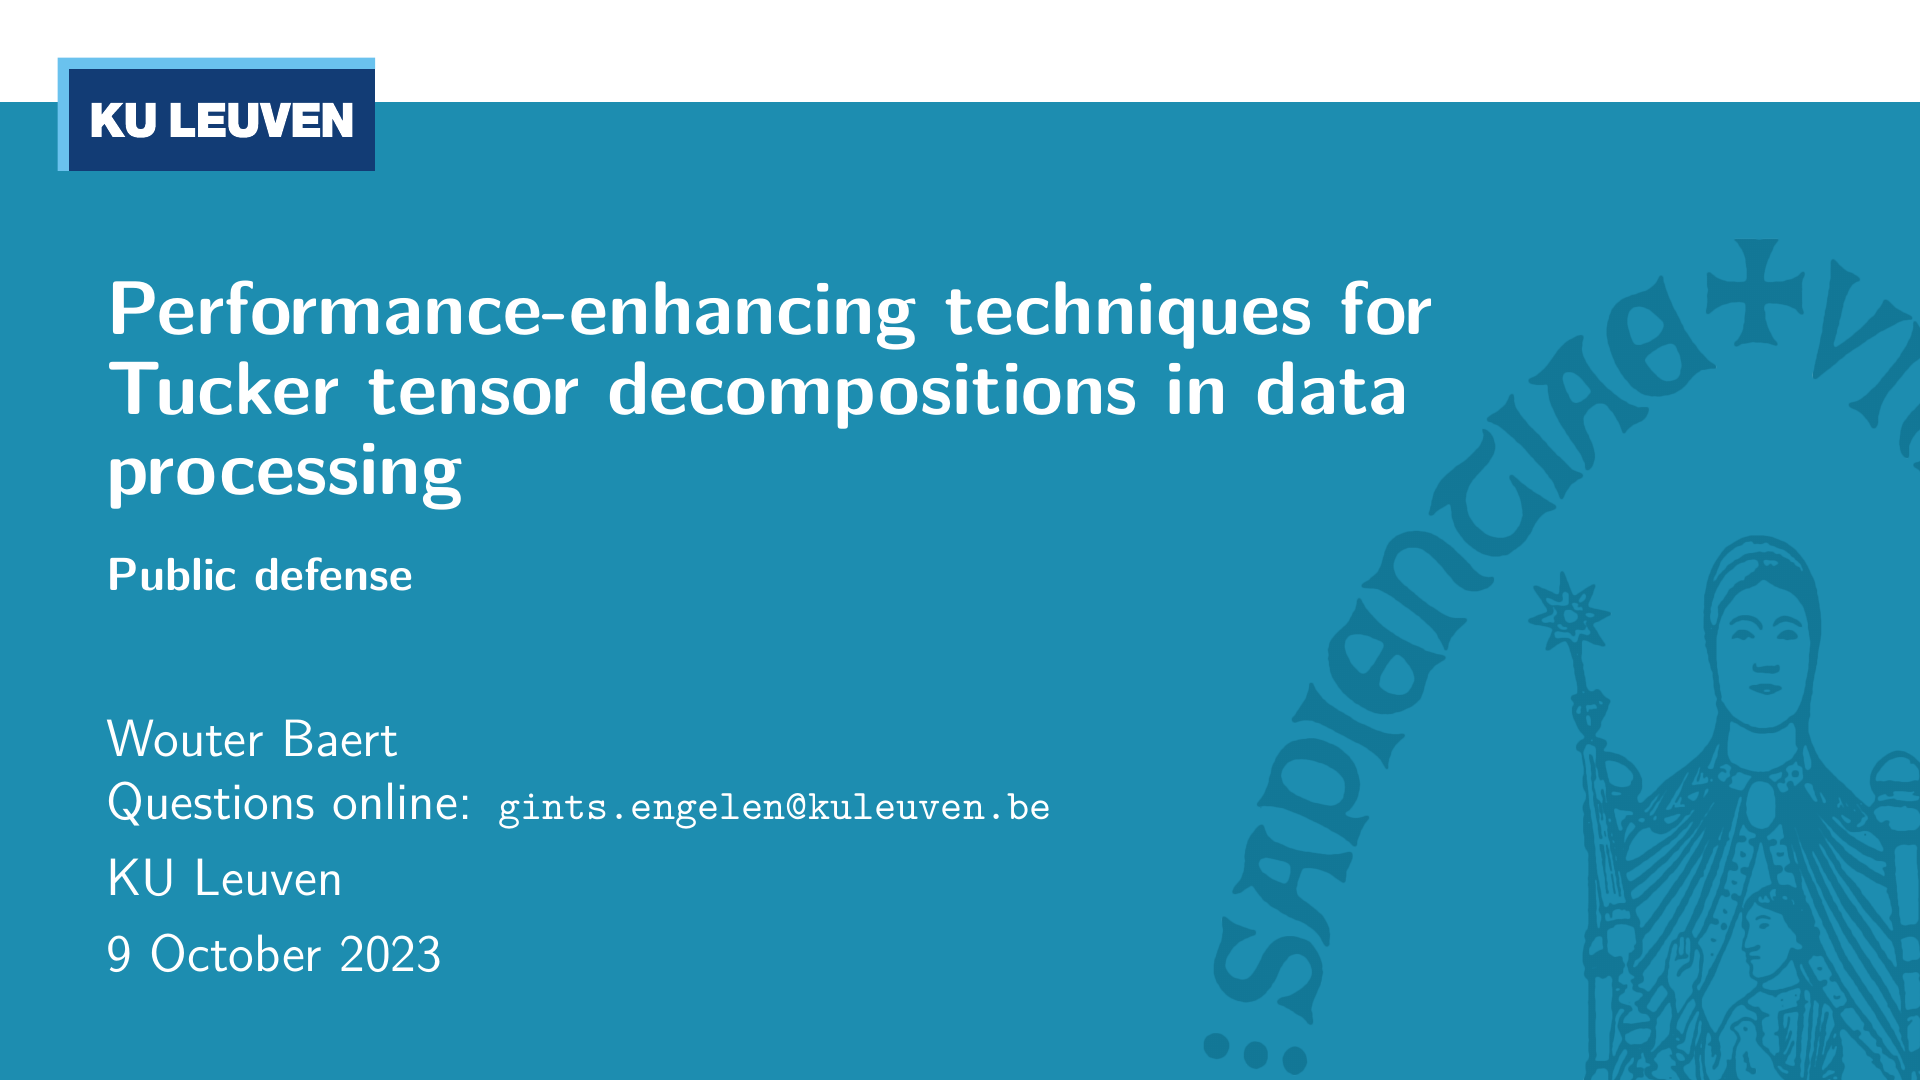 KU LEUVEN
Performance-enhancing techniques for
Tucker tensor decompositions in data
processing
Public defense
Wouter Baert
Questions online: gints.engelen@kuleuven.be
KU Leuven
9 October 2023
SAPIENTIAE